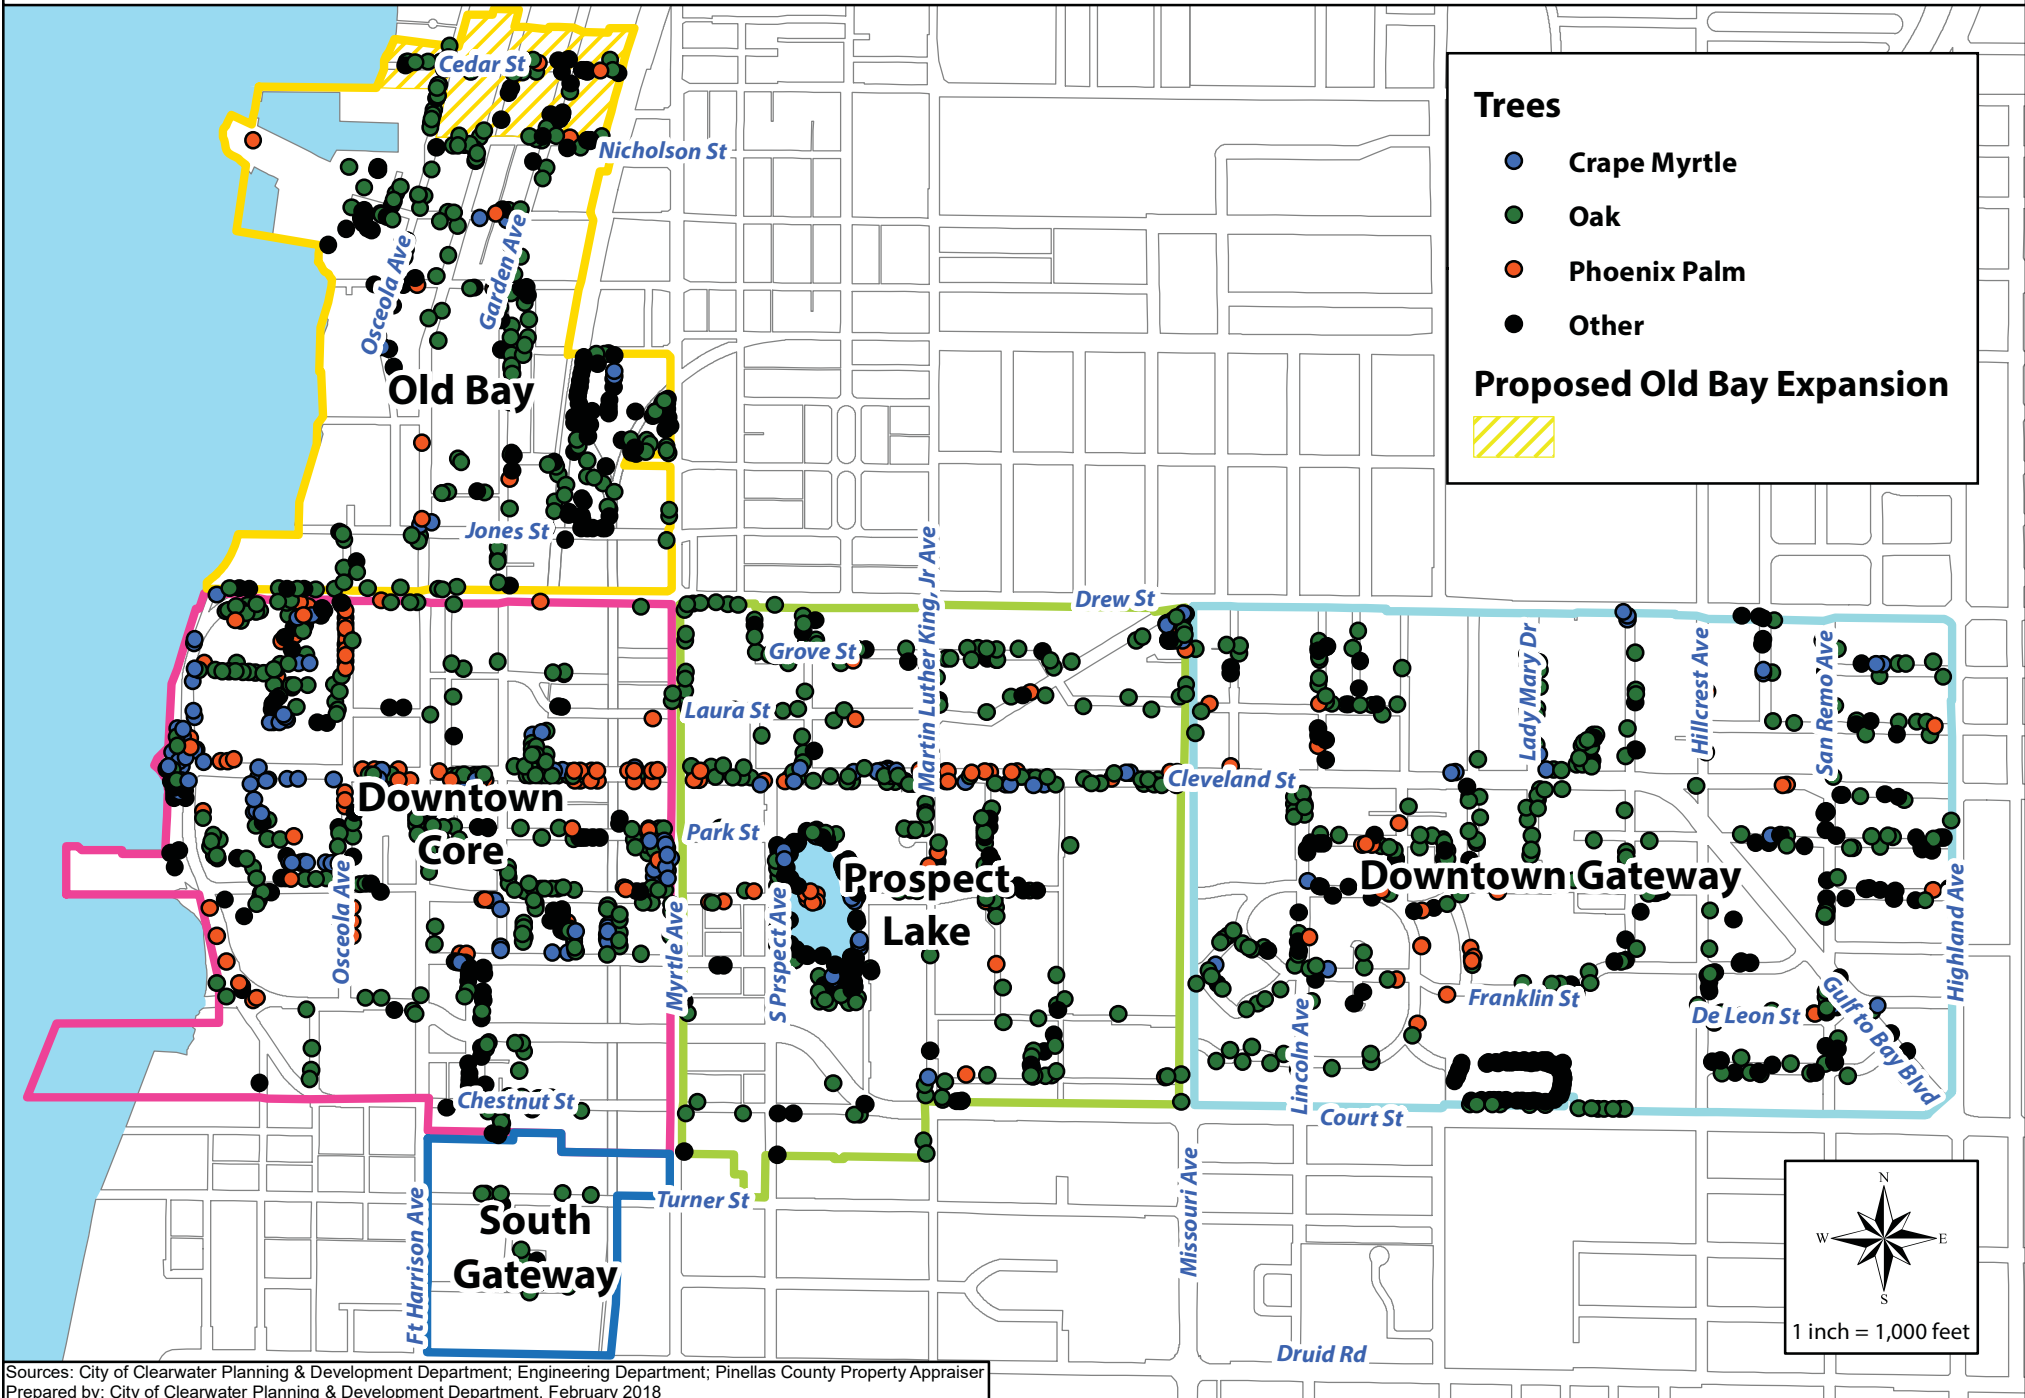 Cedar St
Nicholson St
Osceola Ave
Garden Ave
Old Bay
Jones St
Trees
Crape Myrtle
Oak
Phoenix Palm
Other
Proposed Old Bay Expansion
Martin Luther King, Jr Ave
Drew St
Grove St
Laura St
Lady Mary Dr
Hillcrest Ave
San Remo Ave
Cleveland St
Downtown
Core
Park St
Prospect
Lake
Downtown Gateway
Osceola Ave
Myrtle Ave
S Prspect Ave
Highland Ave
Franklin St
De Leon St
Gulf to Bay Blvd
Lincoln Ave
Chestnut St
Court St
Missouri Ave
Turner St
Ft Harrison Ave
South
Gateway
Druid Rd
N
W
E
S
1 inch = 1,000 feet
Sources: City of Clearwater Planning & Development Department; Engineering Department; Pinellas County Property Appraiser
Prepared by: City of Clearwater Planning & Development Department, February 2018